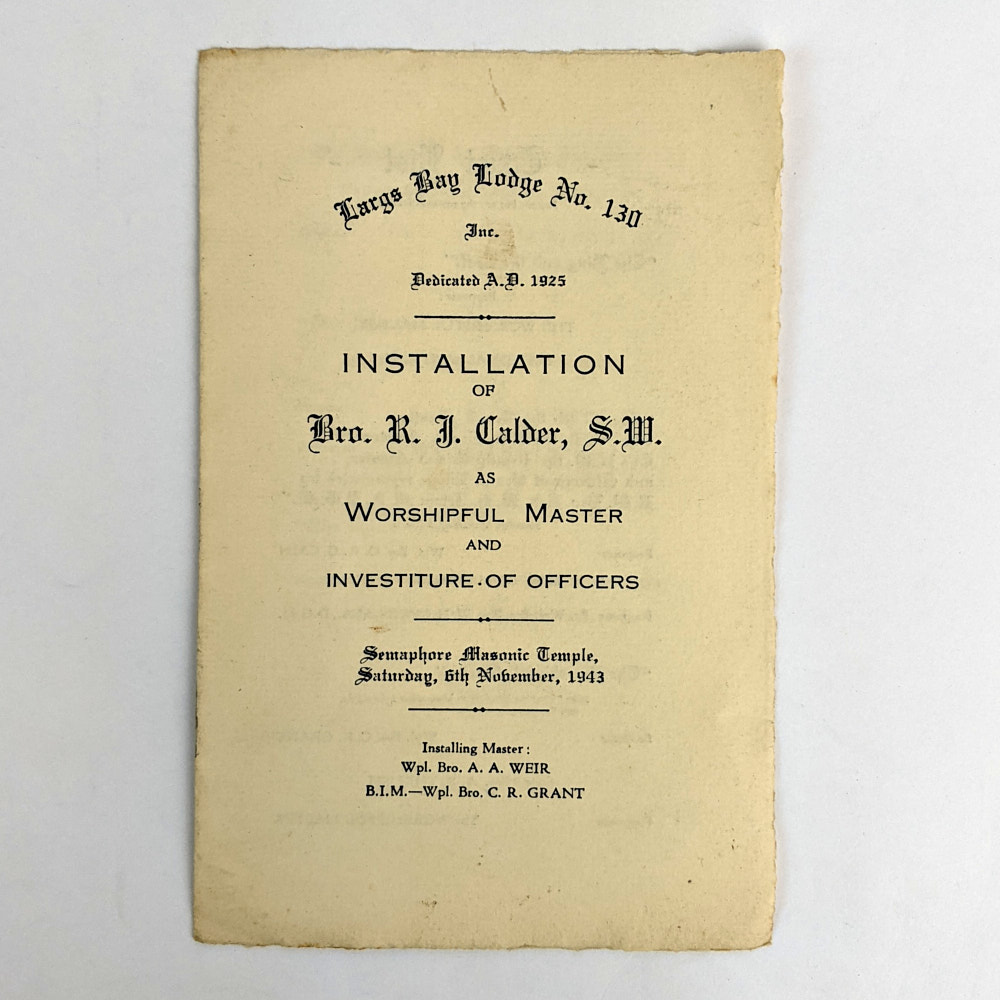 Largs Bay Lodge No. 130
Inc.
Dedicated A.D. 1925
INSTALLATION
OF
Bro. R. J. Calder, S.W.
AS
WORSHIPFUL MASTER
AND
INVESTITURE OF OFFICERS
Semaphore Masonic Temple,
Saturday, 6th November, 1943
Installing Master :
Wpl. Bro. A. A. WEIR
B.I.M.—Wpl. Bro. C. R. GRANT